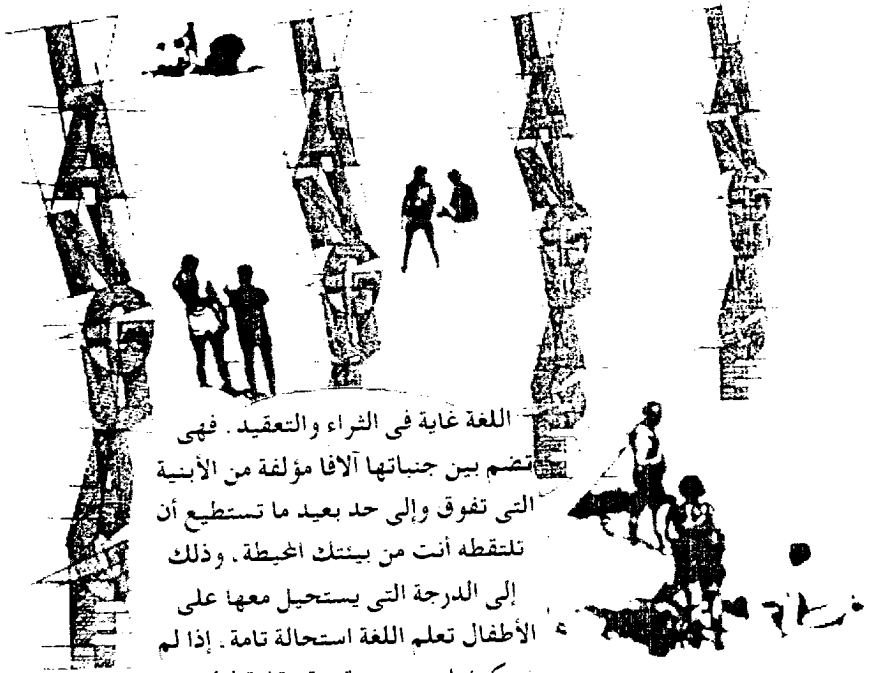 اللغة غاية فى الثراء والتعقيد. فهى
تضم بين جنباتها آلافا مؤلفة من الأبنية
التى تفوق وإلى حد بعيد ما تستطيع أن
تلتقطه أنت من بيئتك المحيطة، وذلك
إلى الدرجة التى يستحيل معها على
الأطفال تعلم اللغة استحالة تامة، إذا لم